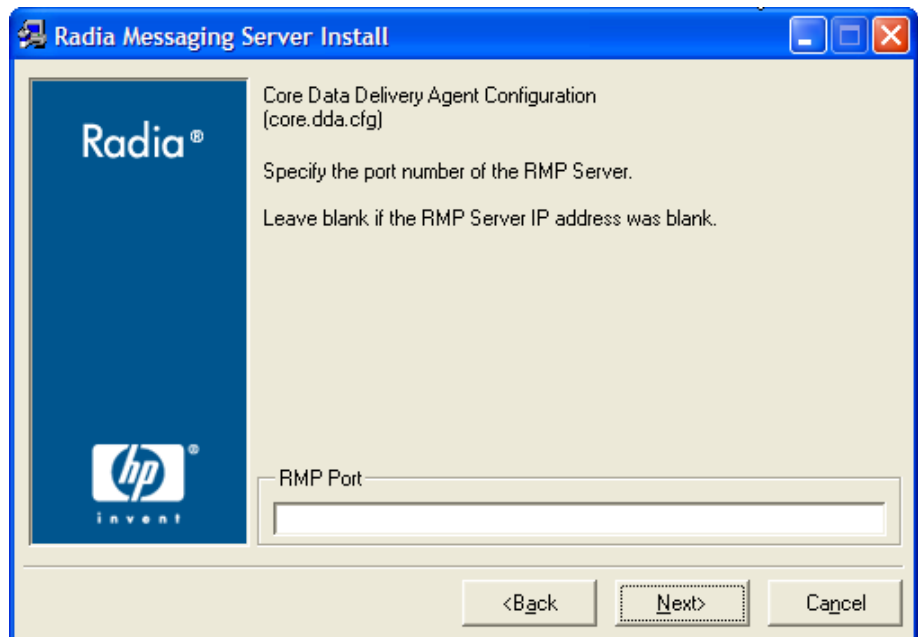 Radia Messaging Server Install
Radia®
Core Data Delivery Agent Configuration
(core.dda.cfg)
Specify the port number of the RMP Server.
Leave blank if the RMP Server IP address was blank.
hp®
invent
RMP Port
<Back
Next>
Cancel